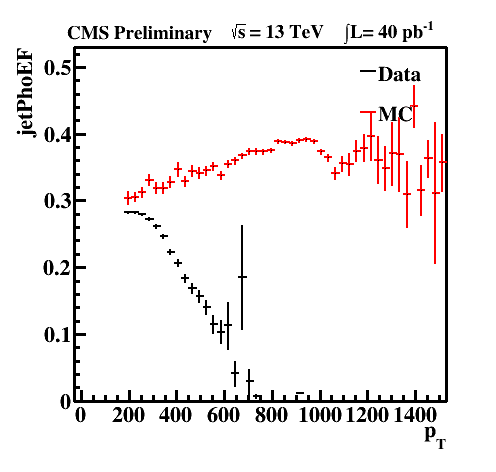 CMS Preliminary √s = 13 TeV ∫L= 40 pb⁻¹
jetPhoEF
0.5
0.4
0.3
0.2
0.1
0
Data
MC
0 200 400 600 800 1000 1200 1400
p_T